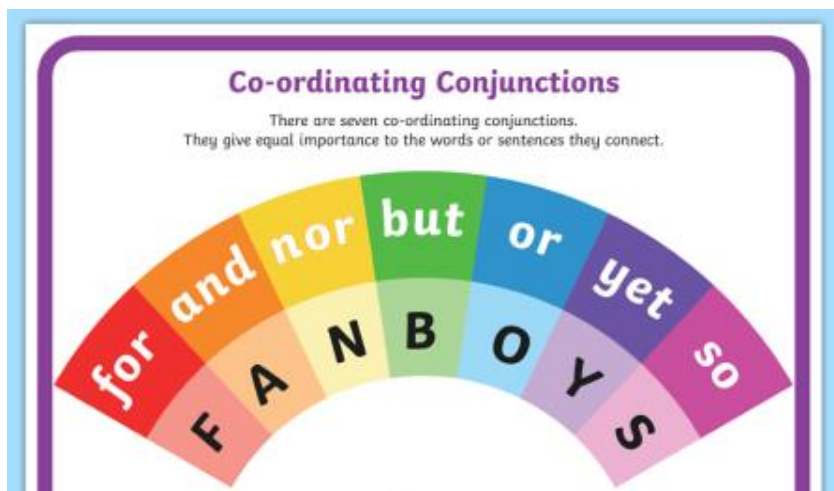 Co-ordinating Conjunctions
There are seven co-ordinating conjunctions.
They give equal importance to the words or sentences they connect.
for and nor but or yet so
F A N B O Y S